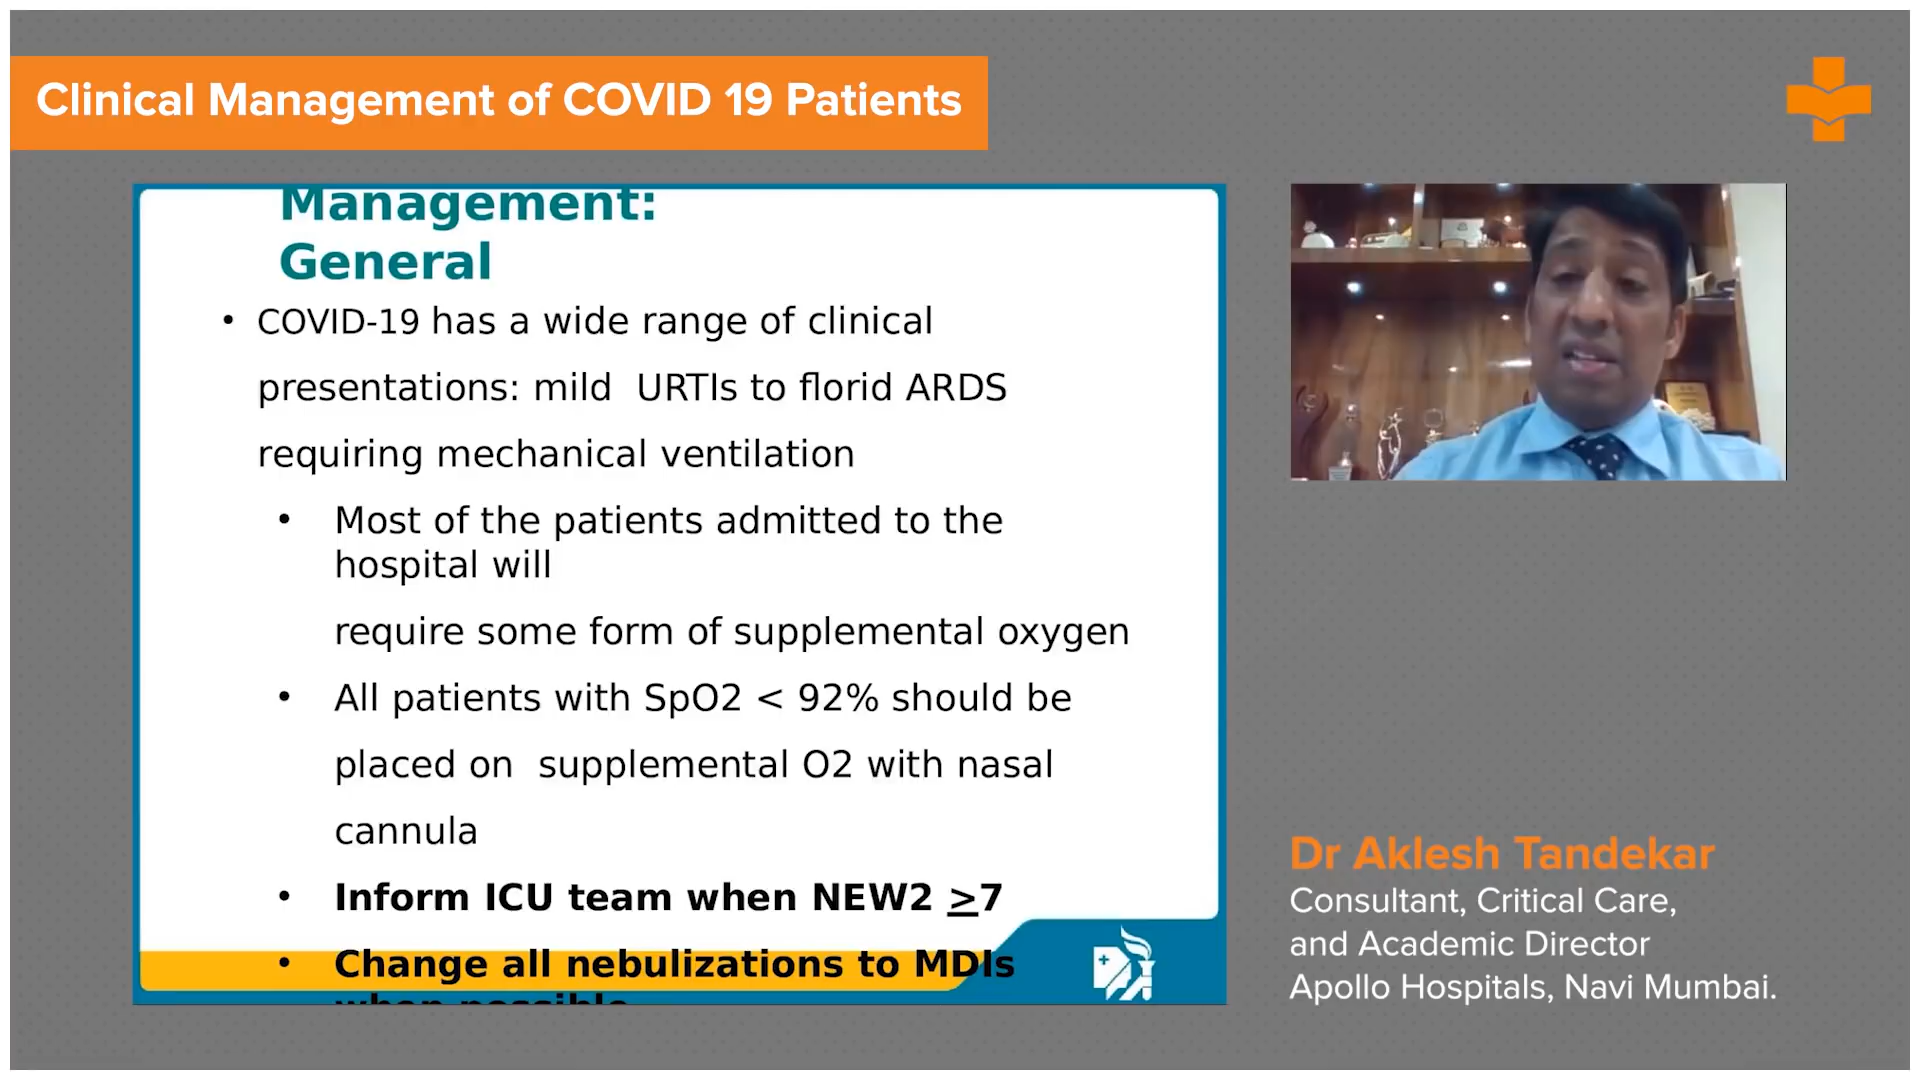 Clinical Management of COVID 19 Patients
Management:
General
• COVID-19 has a wide range of clinical
presentations: mild  URTIs to florid ARDS
requiring mechanical ventilation
• Most of the patients admitted to the
hospital will
require some form of supplemental oxygen
• All patients with SpO2 < 92% should be
placed on  supplemental O2 with nasal
cannula
• Inform ICU team when NEW2 ≥7
• Change all nebulizations to MDIs
when possible
Dr Aklesh Tandekar
Consultant, Critical Care,
and Academic Director
Apollo Hospitals, Navi Mumbai.